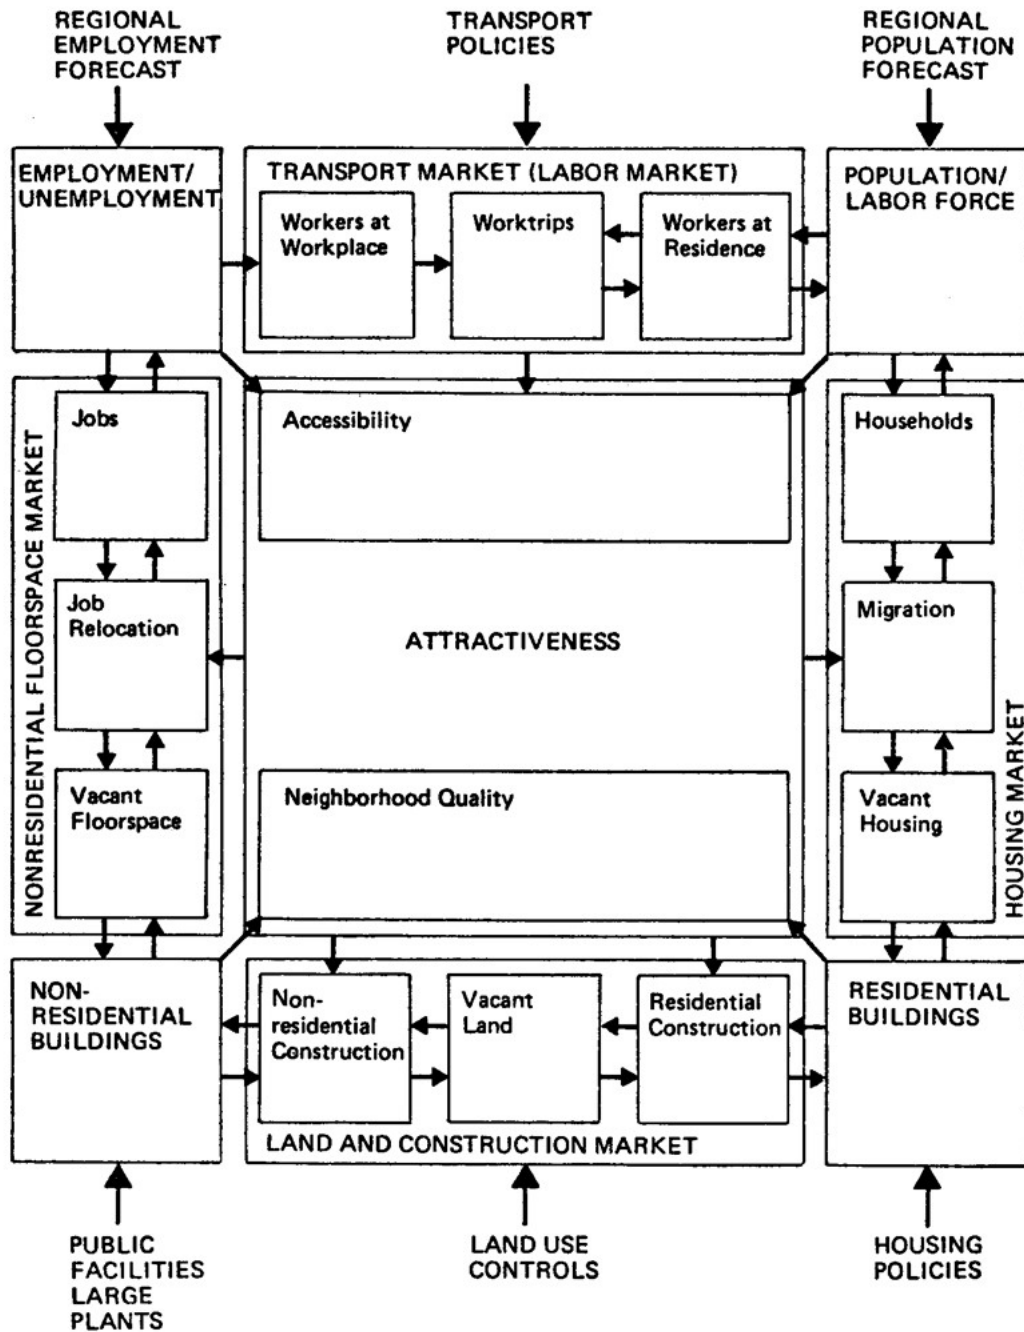 REGIONAL
EMPLOYMENT
FORECAST
TRANSPORT
POLICIES
REGIONAL
POPULATION
FORECAST
EMPLOYMENT/
UNEMPLOYMENT
TRANSPORT MARKET (LABOR MARKET)
Workers at
Workplace
Worktrips
Workers at
Residence
POPULATION/
LABOR FORCE
NONRESIDENTIAL FLOORSPACE MARKET
Jobs
Job
Relocation
Vacant
Floorspace
Accessibility
ATTRACTIVENESS
Neighborhood Quality
Households
Migration
Vacant
Housing
HOUSING MARKET
NON-
RESIDENTIAL
BUILDINGS
Non-
residential
Construction
Vacant
Land
Residential
Construction
LAND AND CONSTRUCTION MARKET
RESIDENTIAL
BUILDINGS
PUBLIC
FACILITIES
LARGE
PLANTS
LAND USE
CONTROLS
HOUSING
POLICIES